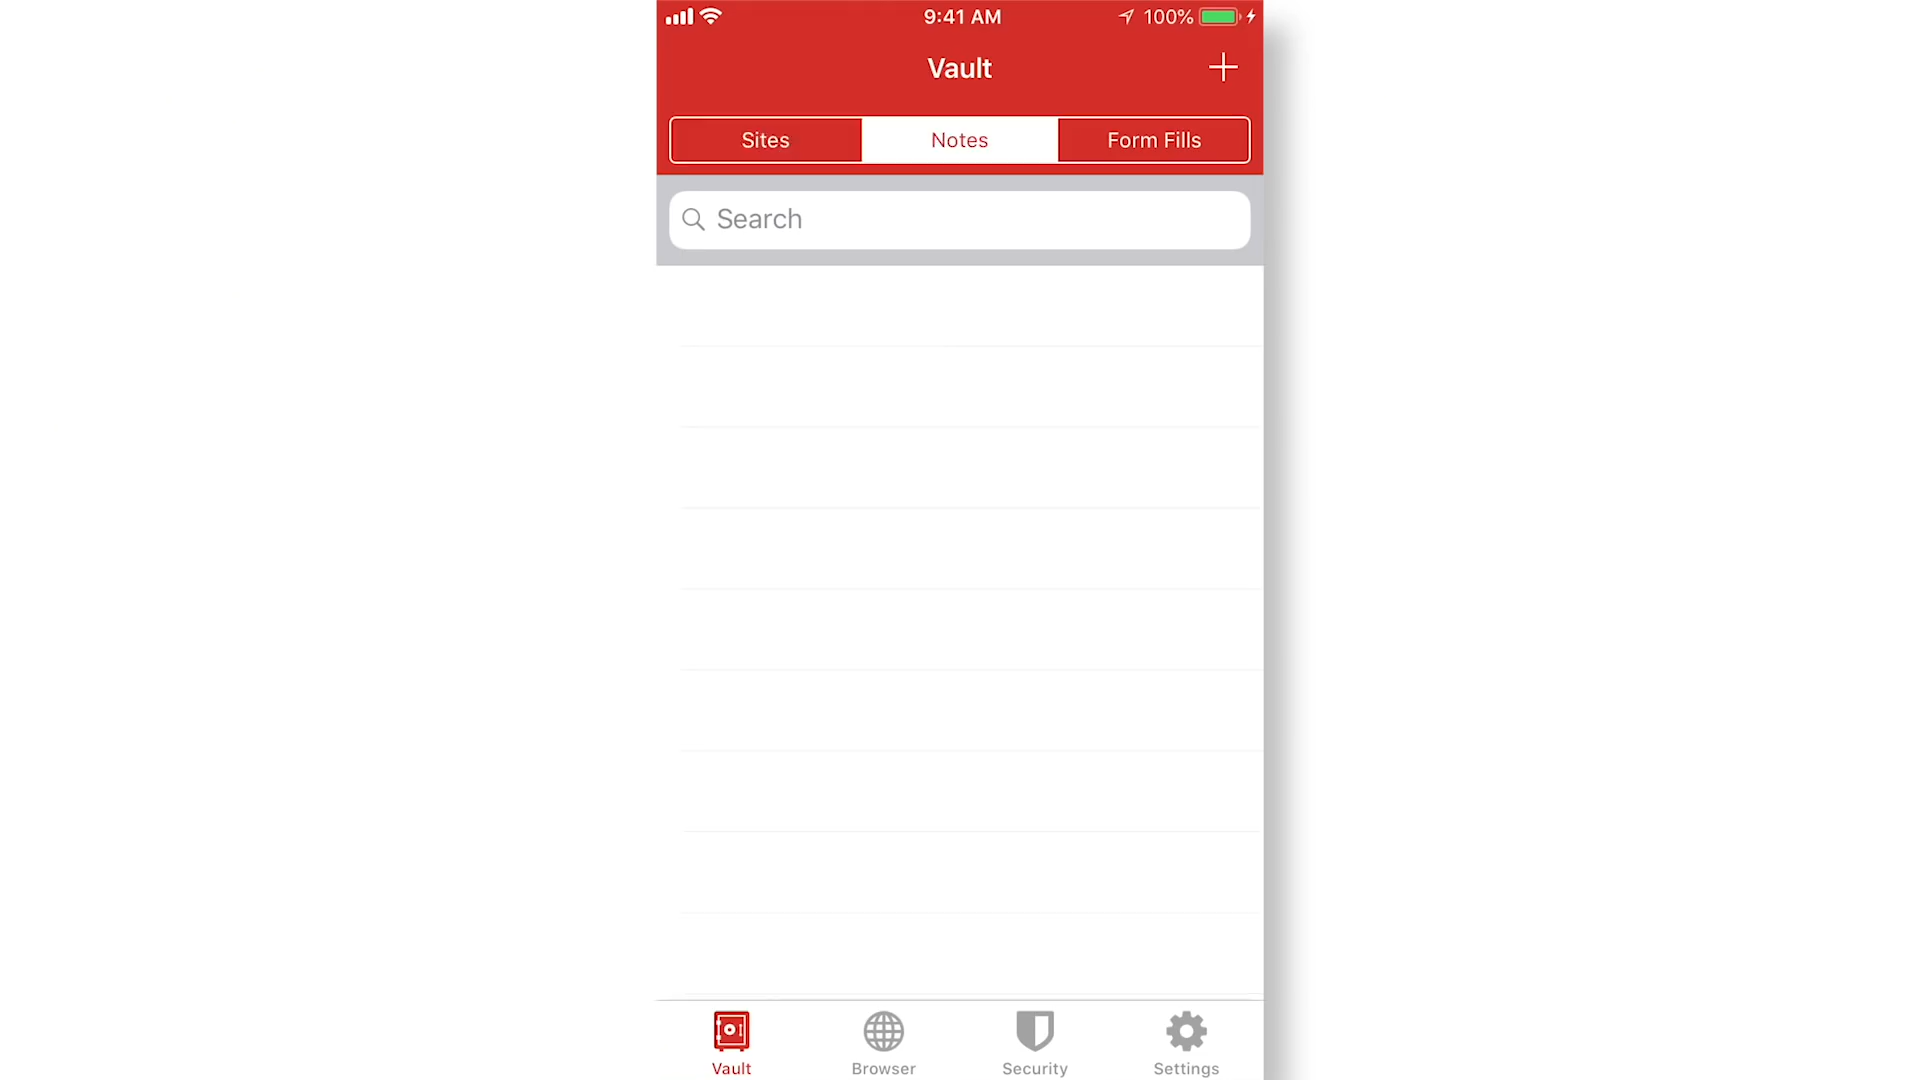 9:41 AM 100%
Vault
Sites Notes Form Fills
Search
Vault Browser Security Settings